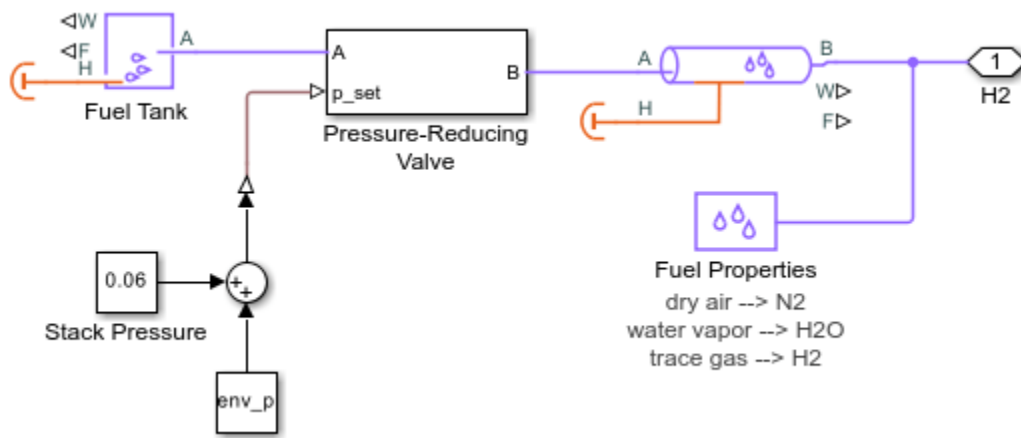 W
F
A
H
Fuel Tank
A
B
p_set
Pressure-Reducing
Valve
A
B
H
W
F
1
H2
0.06
Stack Pressure
+
+
env_p
Fuel Properties
dry air --> N2
water vapor --> H2O
trace gas --> H2